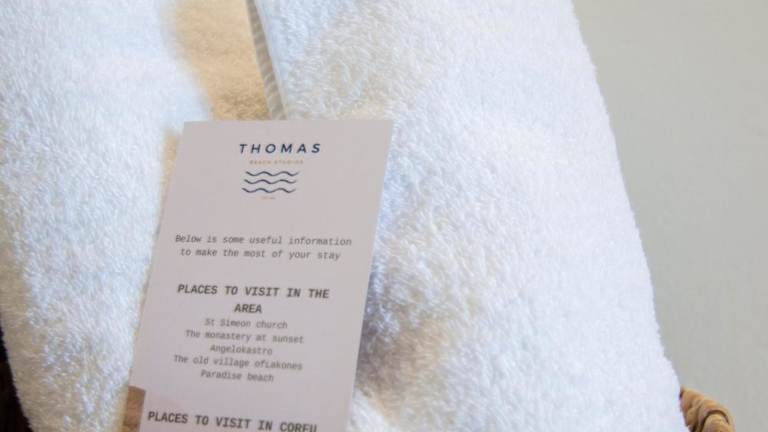 THOMAS
BEACH STUDIOS
Below is some useful information
to make the most of your stay
PLACES TO VISIT IN THE
AREA
St Simeon church
The monastery at sunset
Angelokastro
The old village ofLakones
Paradise beach
PLACES TO VISIT IN CORFU